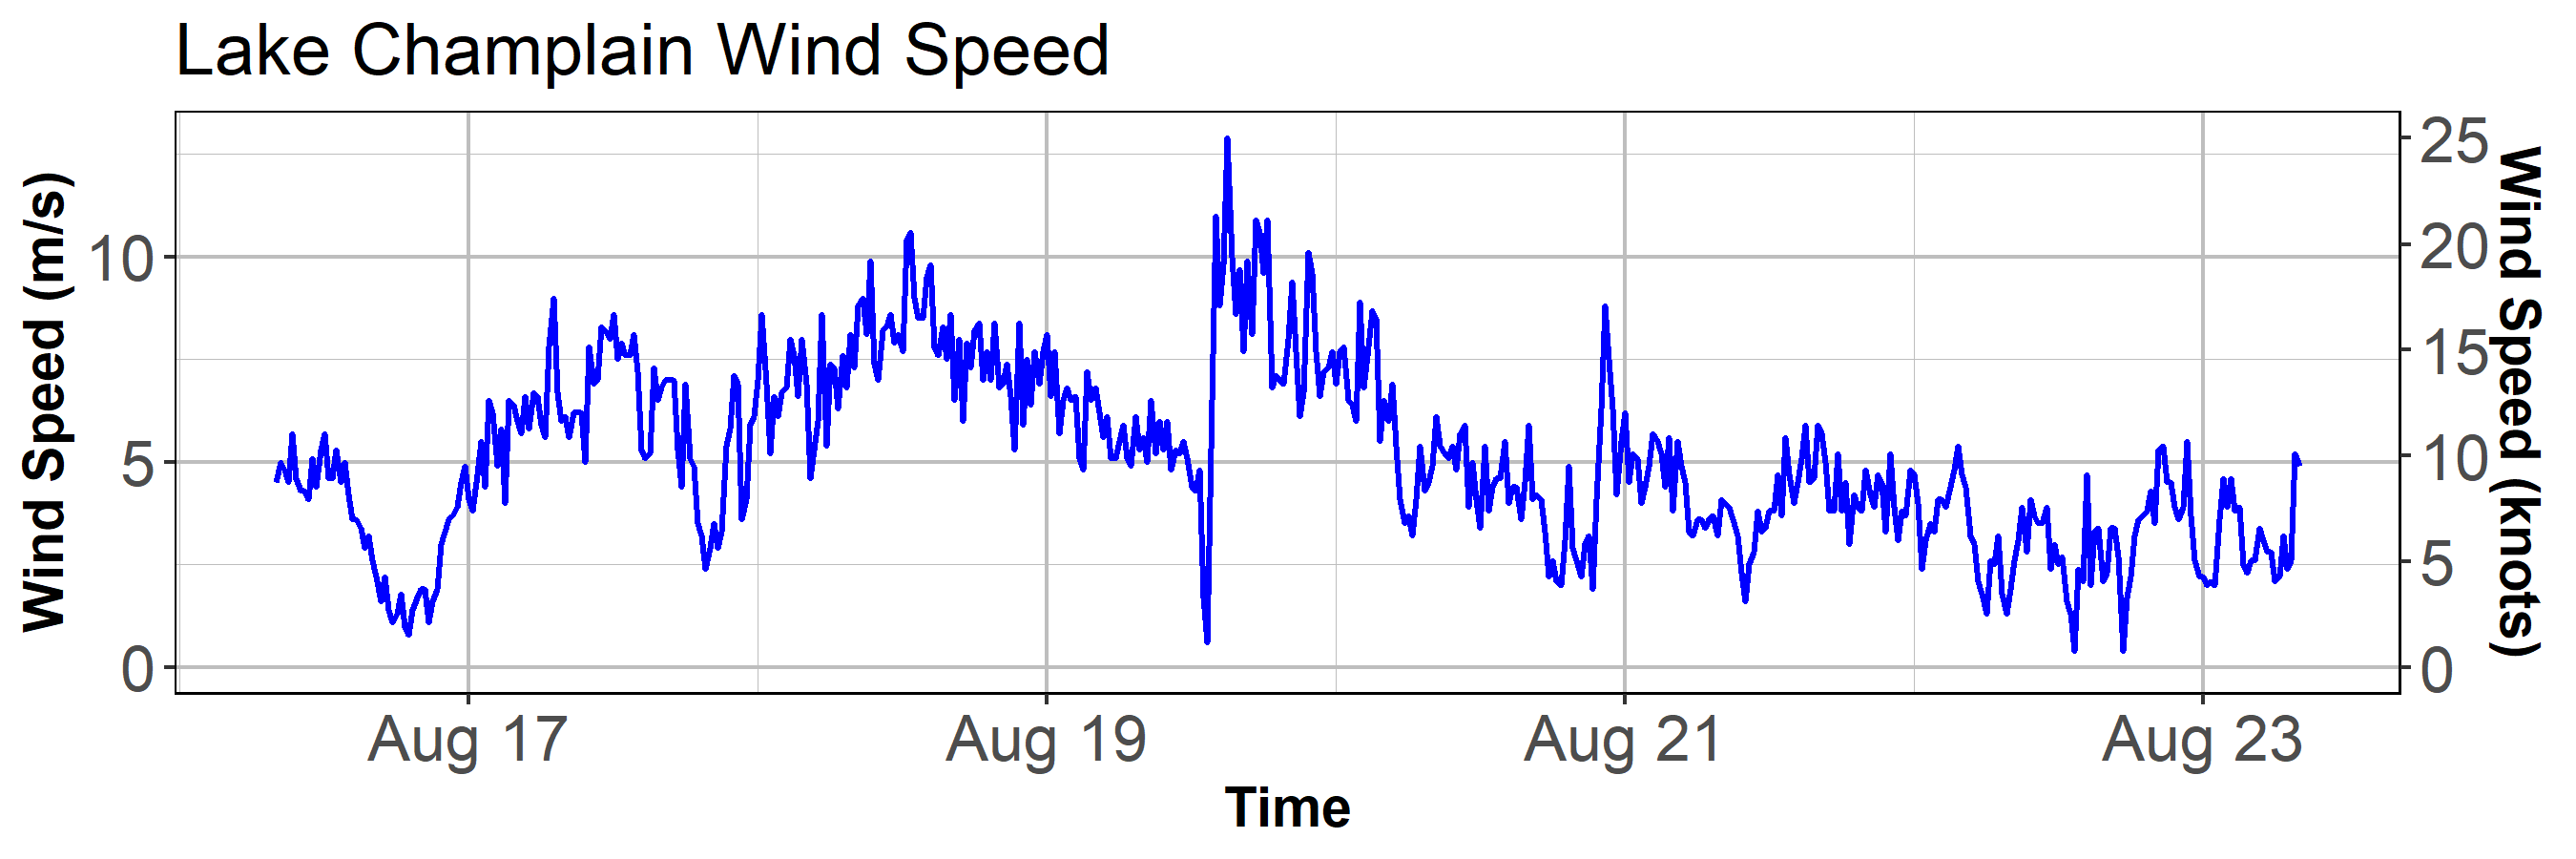 Lake Champlain Wind Speed
Wind Speed (m/s)
10
5
0
25
20
15
10
5
0
Wind Speed (knots)
Aug 17
Aug 19
Aug 21
Aug 23
Time